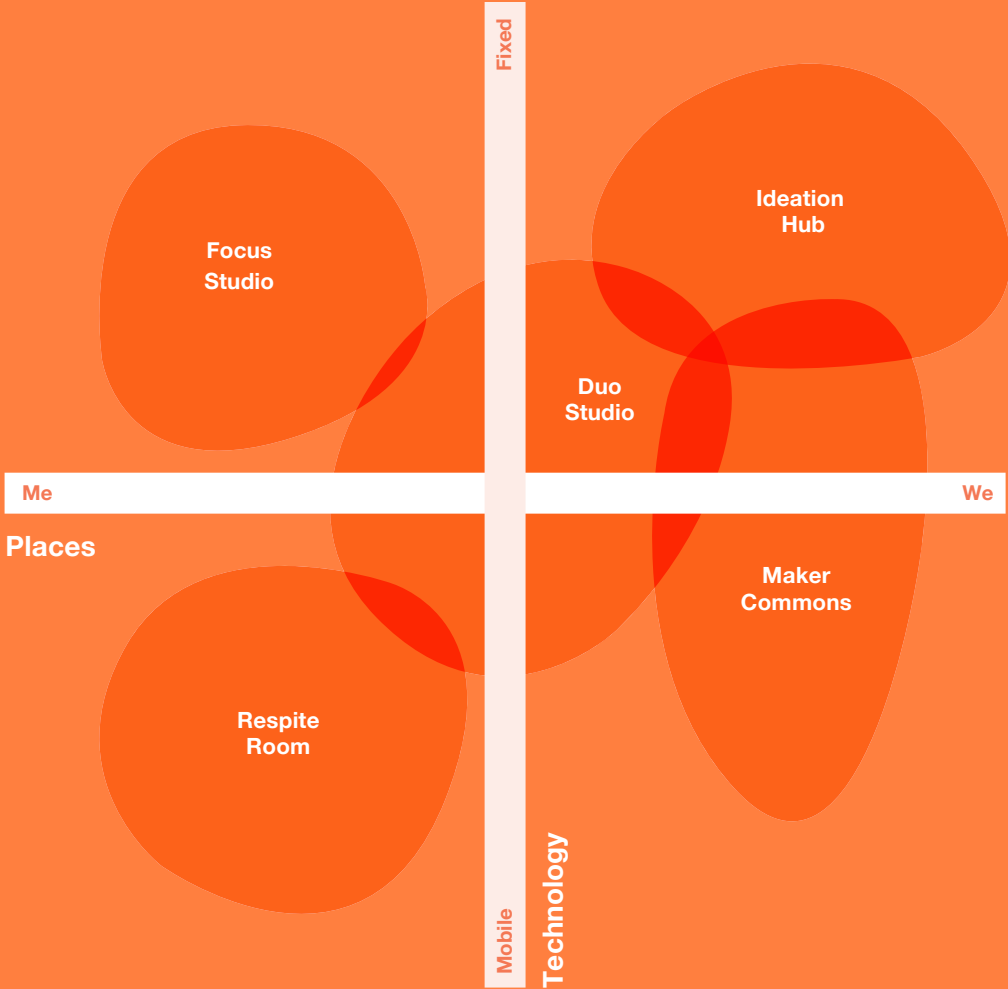 Fixed
Ideation
Hub
Focus
Studio
Duo
Studio
Me
We
Places
Maker
Commons
Respite
Room
Technology
Mobile